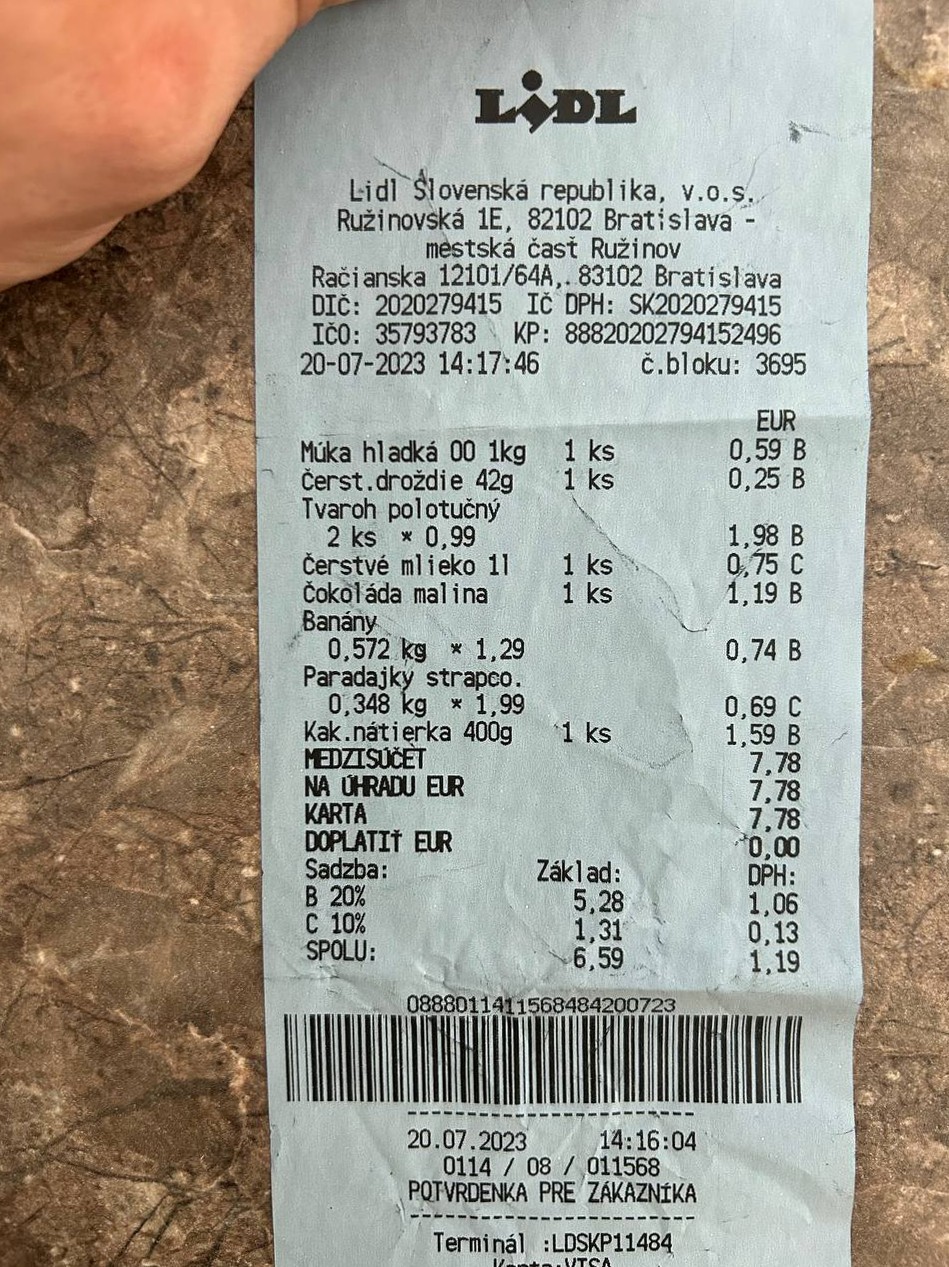 LIDL
Lidl Slovenská republika, v.o.s.
Ružinovská 1E, 82102 Bratislava -
mestská časť Ružinov
Račianska 12101/64A, 83102 Bratislava
DIČ: 2020279415 IČ DPH: SK2020279415
IČO: 35793783 KP: 88820202794152496
20-07-2023 14:17:46 č.bloku: 3695
EUR
Múka hladká 00 1kg 1 ks 0,59 B
Čerst.droždie 42g 1 ks 0,25 B
Tvaroh polotučný
2 ks * 0,99 1,98 B
Čerstvé mlieko 1l 1 ks 0,75 C
Čokoláda malina 1 ks 1,19 B
Banány
0,572 kg * 1,29 0,74 B
Paradajky strapco.
0,348 kg * 1,99 0,69 C
Kak.nátierka 400g 1 ks 1,59 B
MEDZISÚČET 7,78
NA ÚHRADU EUR 7,78
KARTA 7,78
DOPLATIŤ EUR 0,00
Sadzba: Základ: DPH:
B 20% 5,28 1,06
C 10% 1,31 0,13
SPOLU: 6,59 1,19
0888011411568484200723
20.07.2023 14:16:04
0114 / 08 / 011568
POTVRDENKA PRE ZÁKAZNÍKA
Terminál :LDSKP11484
Karta:VISA